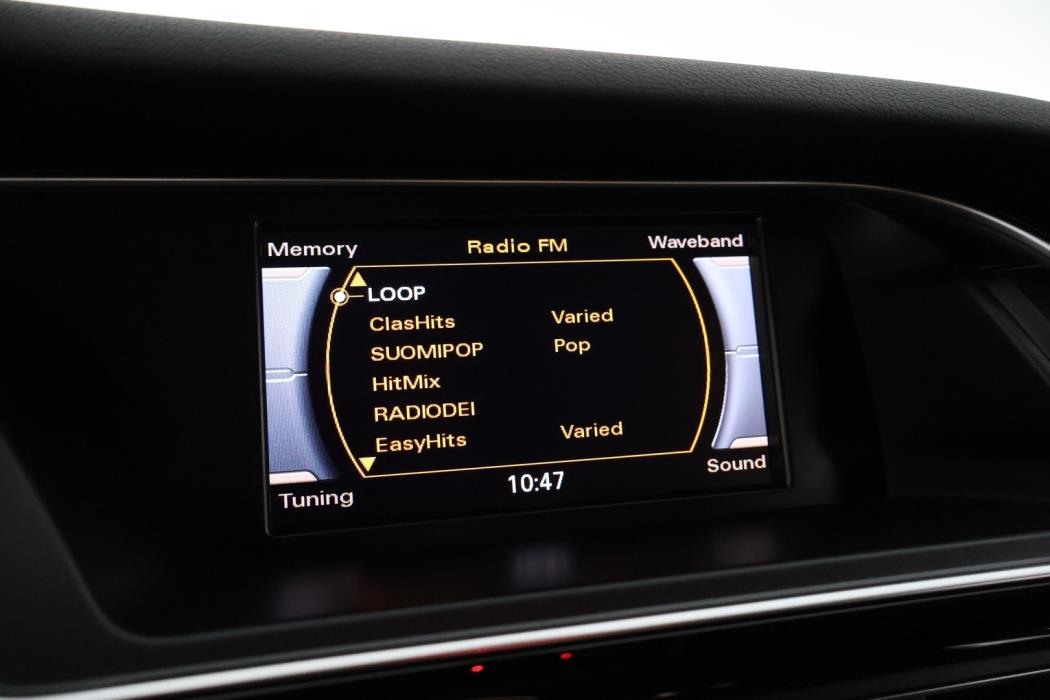 Memory Radio FM Waveband
LOOP
ClasHits Varied
SUOMIPOP Pop
HitMix
RADIODEI
EasyHits Varied
Tuning 10:47 Sound